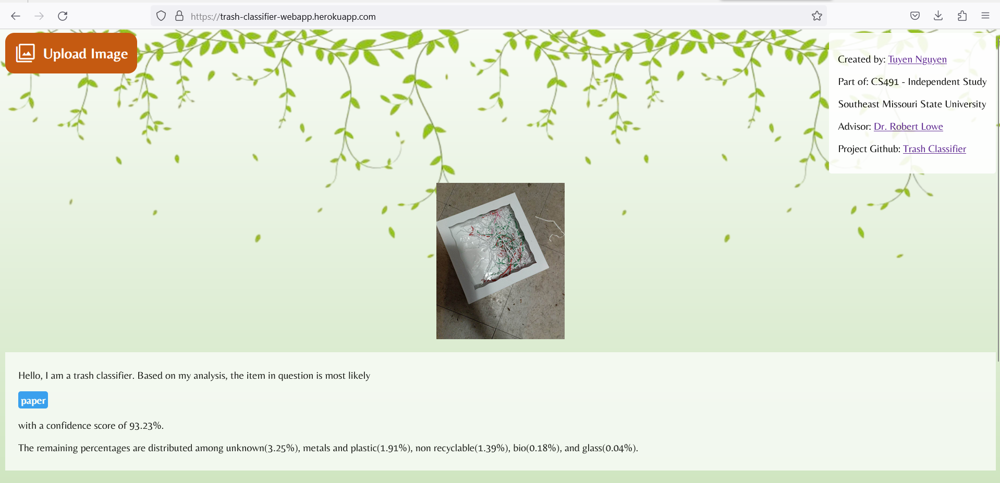 https://trash-classifier-webapp.herokuapp.com
Upload Image
Created by: Tuyen Nguyen
Part of: CS491 - Independent Study
Southeast Missouri State University
Advisor: Dr. Robert Lowe
Project Github: Trash Classifier
Hello, I am a trash classifier. Based on my analysis, the item in question is most likely
paper
with a confidence score of 93.23%.
The remaining percentages are distributed among unknown(3.25%), metals and plastic(1.91%), non recyclable(1.39%), bio(0.18%), and glass(0.04%).